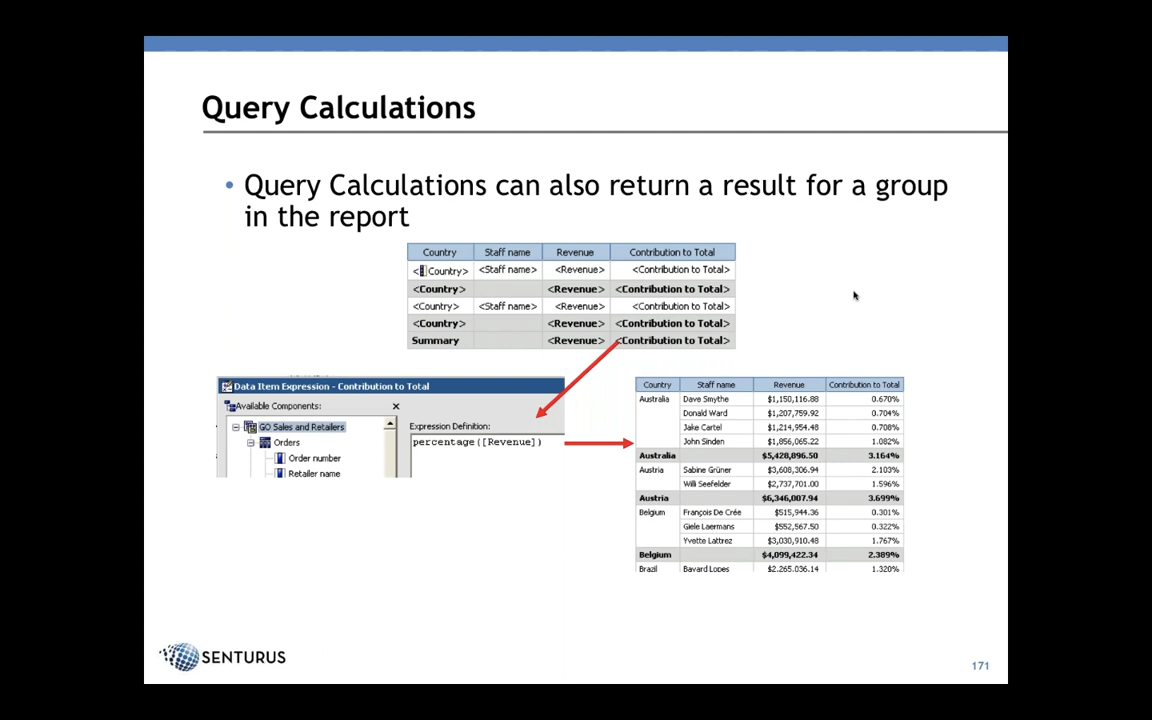 Query Calculations
• Query Calculations can also return a result for a group
in the report
Country Staff name Revenue Contribution to Total
<Country> <Staff name> <Revenue> <Contribution to Total>
<Country> <Revenue> <Contribution to Total>
<Country> <Staff name> <Revenue> <Contribution to Total>
<Country> <Revenue> <Contribution to Total>
Summary <Revenue> <Contribution to Total>
Data Item Expression - Contribution to Total
Available Components:
GO Sales and Retailers
Orders
Order number
Retailer name
Expression Definition:
percentage([Revenue])
Country Staff name Revenue Contribution to Total
Australia Dave Smythe $1,150,116.88 0.670%
Donald Ward $1,207,759.92 0.704%
Jake Cartel $1,214,954.48 0.708%
John Sinden $1,856,065.22 1.082%
Australia $5,428,896.50 3.164%
Austria Sabine Grüner $3,608,306.94 2.103%
Willi Seefelder $2,737,701.00 1.596%
Austria $6,346,007.94 3.699%
Belgium François De Crée $515,944.36 0.301%
Giele Laermans $552,567.50 0.322%
Yvette Lattrez $3,030,910.48 1.767%
Belgium $4,099,422.34 2.389%
Brazil Bayard Lopes $2,265,036.14 1.320%
SENTURUS
171